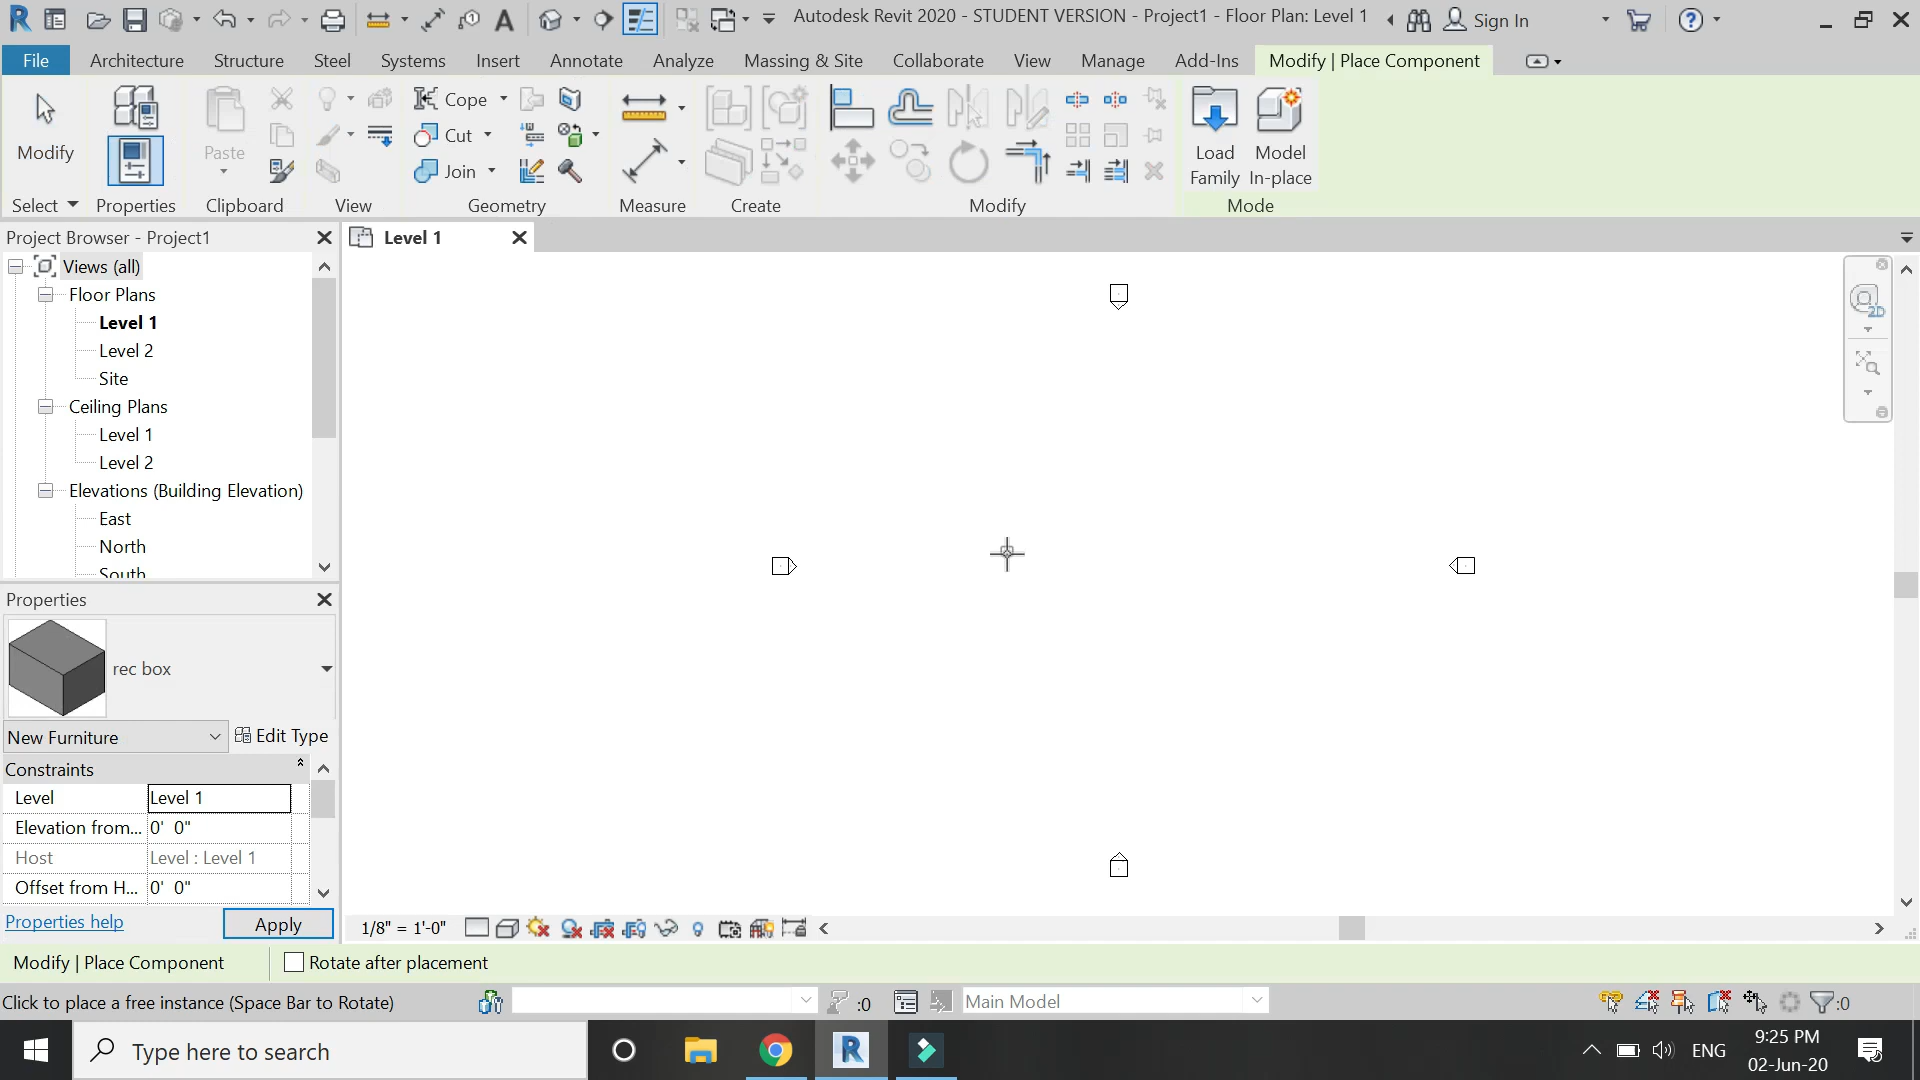 Autodesk Revit 2020 - STUDENT VERSION - Project1 - Floor Plan: Level 1
Sign In
File
Architecture
Structure
Steel
Systems
Insert
Annotate
Analyze
Massing & Site
Collaborate
View
Manage
Add-Ins
Modify | Place Component
Modify
Paste
Cope
Cut
Join
Load
Family
Model
In-place
Select
Properties
Clipboard
View
Geometry
Measure
Create
Modify
Mode
Project Browser - Project1
Level 1
Views (all)
Floor Plans
Level 1
Level 2
Site
Ceiling Plans
Level 1
Level 2
Elevations (Building Elevation)
East
North
South
2D
Properties
rec box
New Furniture
Edit Type
Constraints
Level
Level 1
Elevation from...
0' 0"
Host
Level : Level 1
Offset from H...
0' 0"
Properties help
Apply
1/8" = 1'-0"
Modify | Place Component
Rotate after placement
Click to place a free instance (Space Bar to Rotate)
:0
Main Model
:0
Type here to search
ENG
9:25 PM
02-Jun-20